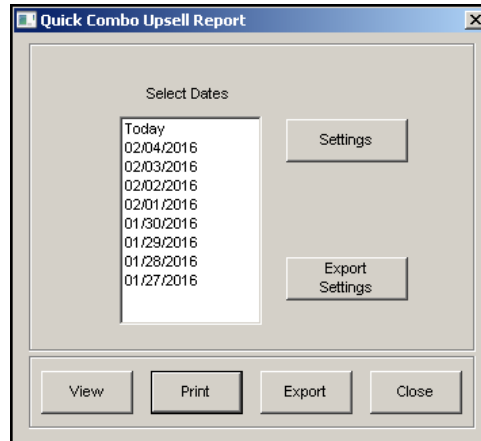 Quick Combo Upsell Report
Select Dates
Today
02/04/2016
02/03/2016
02/02/2016
02/01/2016
01/30/2016
01/29/2016
01/28/2016
01/27/2016
Settings
Export
Settings
View
Print
Export
Close